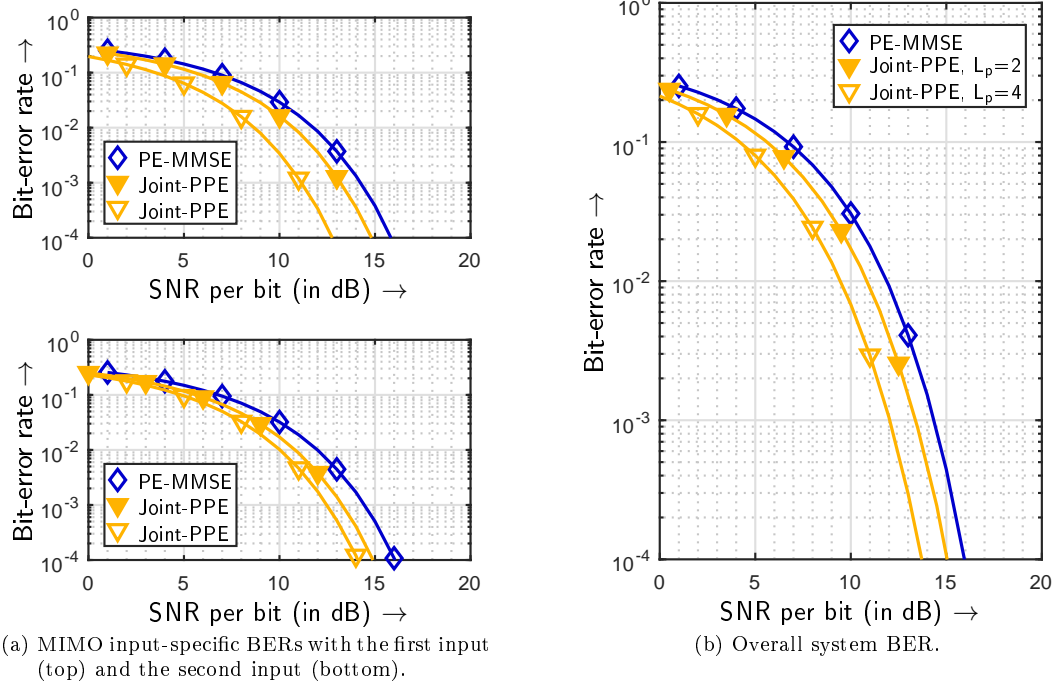 10^0
10^-1
10^-2
10^-3
10^-4
Bit-error rate →
PE-MMSE
Joint-PPE
Joint-PPE
0 5 10 15 20
SNR per bit (in dB) →
10^0
10^-1
10^-2
10^-3
10^-4
Bit-error rate →
PE-MMSE
Joint-PPE
Joint-PPE
0 5 10 15 20
SNR per bit (in dB) →
(a) MIMO input-specific BERs with the first input
(top) and the second input (bottom).
10^0
10^-1
10^-2
10^-3
10^-4
Bit-error rate →
PE-MMSE
Joint-PPE, L_p=2
Joint-PPE, L_p=4
0 5 10 15 20
SNR per bit (in dB) →
(b) Overall system BER.